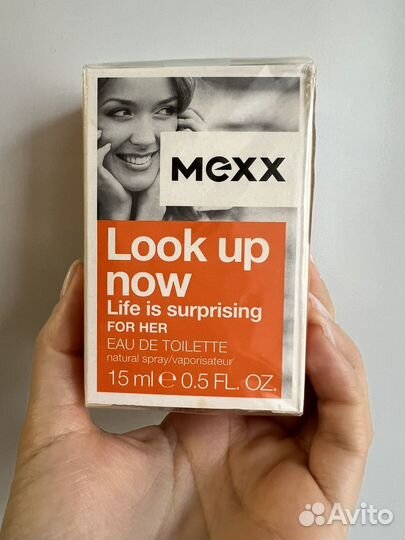 mexx
Look up
now
Life is surprising
FOR HER
EAU DE TOILETTE
natural spray/vaporisateur
15 ml ℮ 0.5 FL. OZ.
Avito